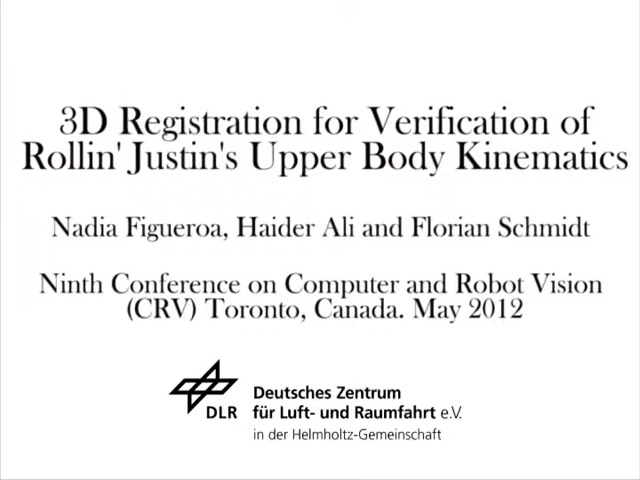 3D Registration for Verification of
Rollin' Justin's Upper Body Kinematics
Nadia Figueroa, Haider Ali and Florian Schmidt
Ninth Conference on Computer and Robot Vision
(CRV) Toronto, Canada. May 2012
DLR
Deutsches Zentrum
für Luft- und Raumfahrt e.V.
in der Helmholtz-Gemeinschaft